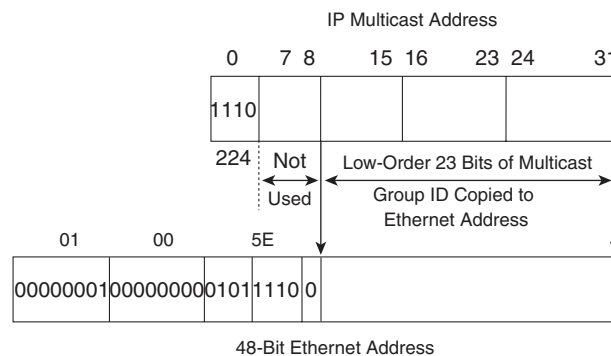 IP Multicast Address
0 7 8 15 16 23 24 31
1110
224 Not Low-Order 23 Bits of Multicast
Used Group ID Copied to
Ethernet Address
01 00 5E
00000001 00000000 0101 1110 0
48-Bit Ethernet Address